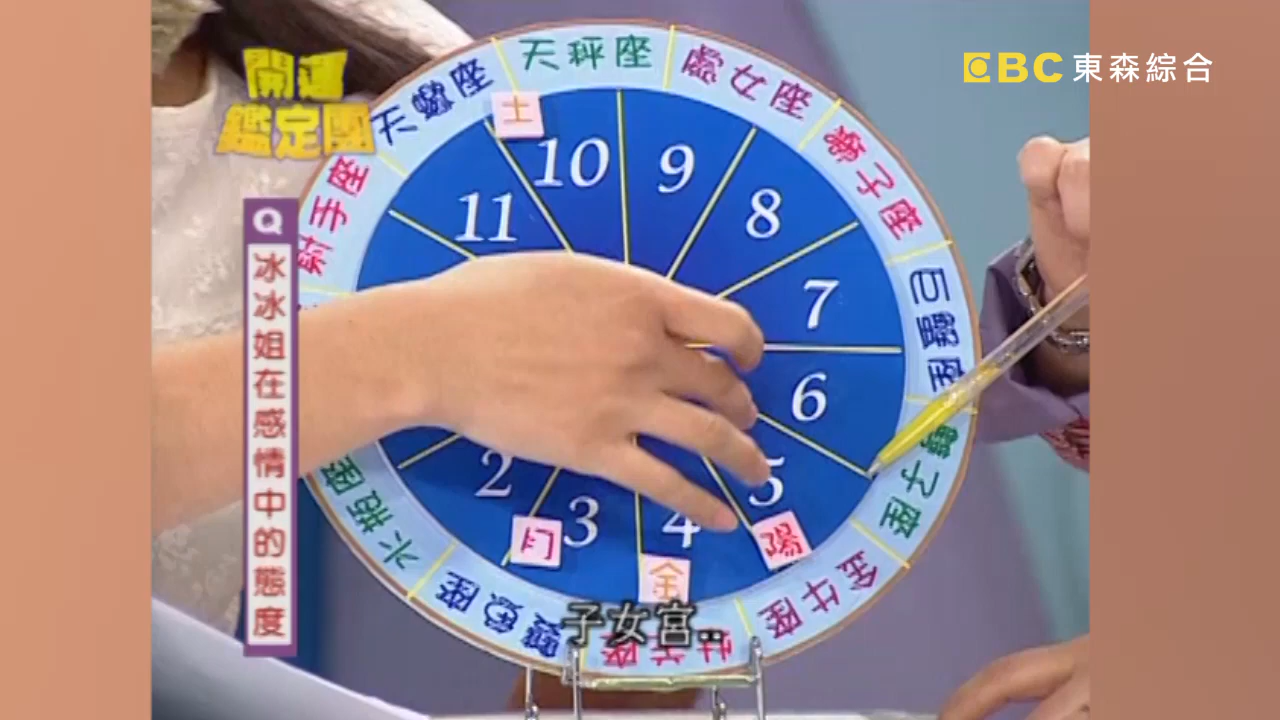 開運
鑑定團
EBC 東森綜合
Q
冰冰姐在感情中的態度
天秤座
處女座
獅子座
巨蟹座
雙子座
金牛座
牡羊座
雙魚座
水瓶座
射手座
天蠍座
土
10
9
8
7
6
5
4
3
2
11
陽
金
子女宮..